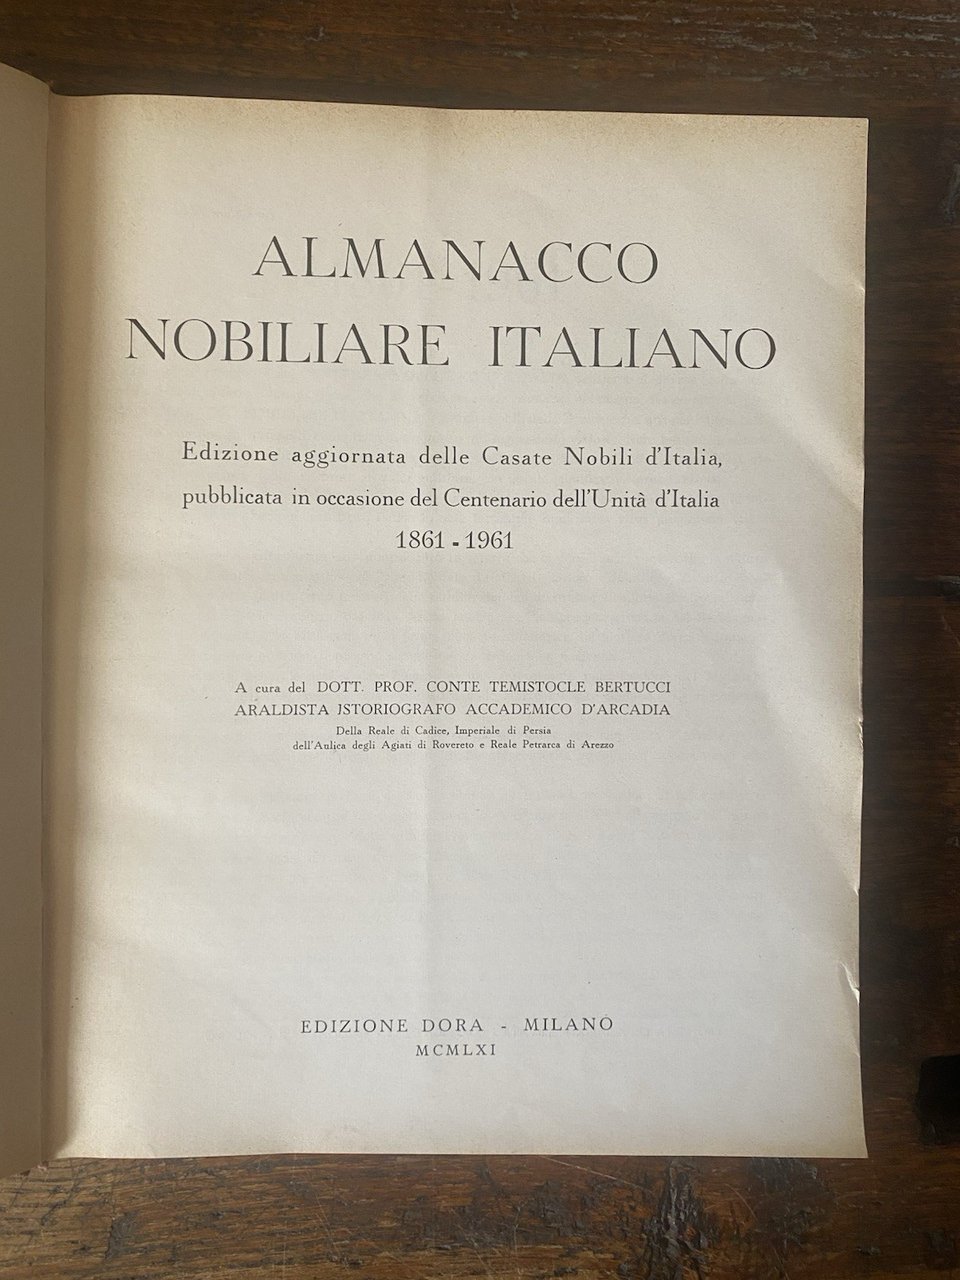 ALMANACCO
NOBILIARE ITALIANO
Edizione aggiornata delle Casate Nobili d'Italia,
pubblicata in occasione del Centenario dell'Unità d'Italia
1861 - 1961
A cura del DOTT. PROF. CONTE TEMISTOCLE BERTUCCI
ARALDISTA ISTORIOGRAFO ACCADEMICO D'ARCADIA
Della Reale di Cadice, Imperiale di Persia
dell'Aulica degli Agiati di Rovereto e Reale Petrarca di Arezzo
EDIZIONE DORA - MILANO
MCMLXI